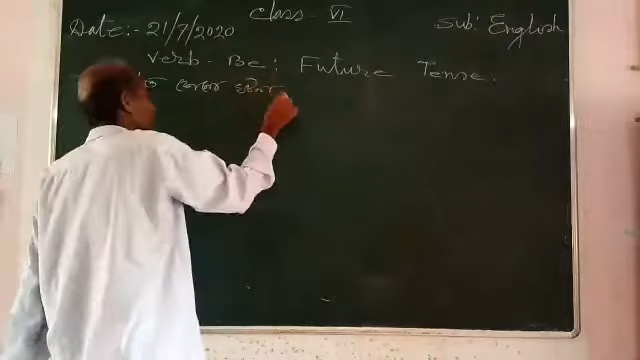 Class - VI
Date:- 21/7/2020 Sub: English
Verb - Be: Future Tense.